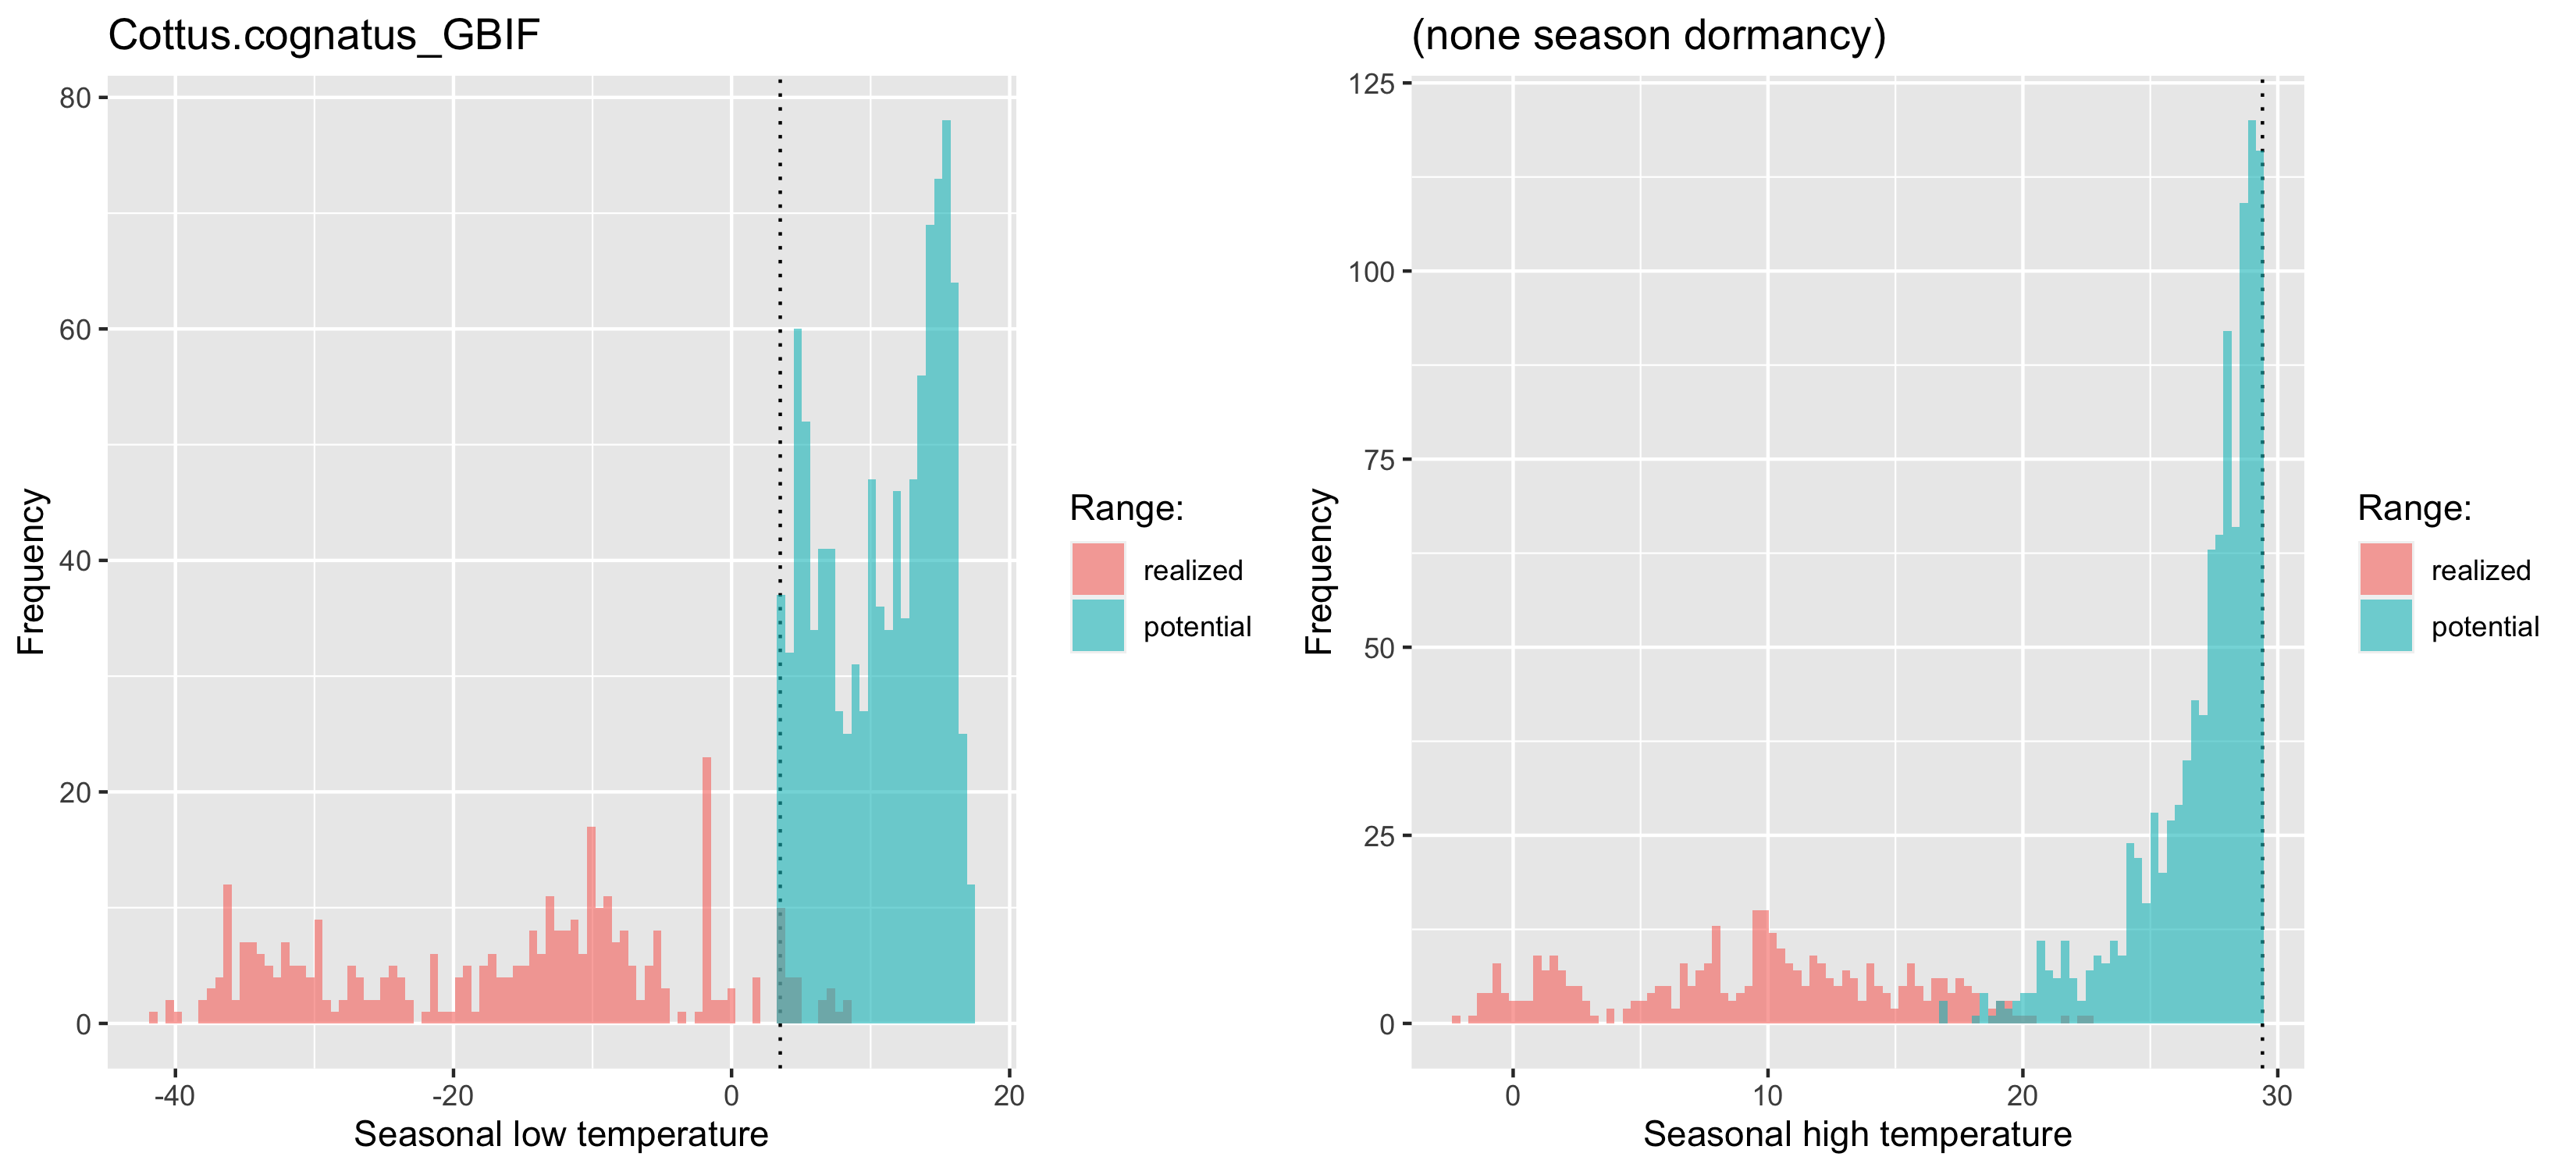 Cottus.cognatus_GBIF
80
60
40
20
0
Frequency
-40
-20
0
20
Seasonal low temperature
Range:
realized
potential
(none season dormancy)
125
100
75
50
25
0
Frequency
0
10
20
30
Seasonal high temperature
Range:
realized
potential